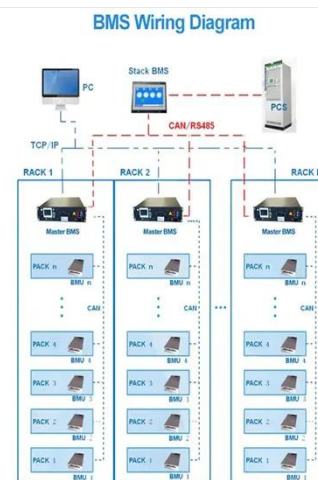 BMS Wiring Diagram
PC
Stack BMS
PCS
CAN/RS485
TCP/IP
RACK 1
RACK 2
RACK
Master BMS
Master BMS
Master BMS
PACK n
BMU n
PACK n
BMU n
PACK n
BMU n
CAN
CAN
PACK 4
BMU 4
PACK 4
BMU 4
PACK 4
BMU 4
PACK 3
BMU 3
PACK 3
BMU 3
PACK 3
BMU 3
PACK 2
BMU 2
PACK 2
BMU 2
PACK 2
BMU 2
PACK 1
BMU 1
PACK 1
BMU 1
PACK 1
BMU 1